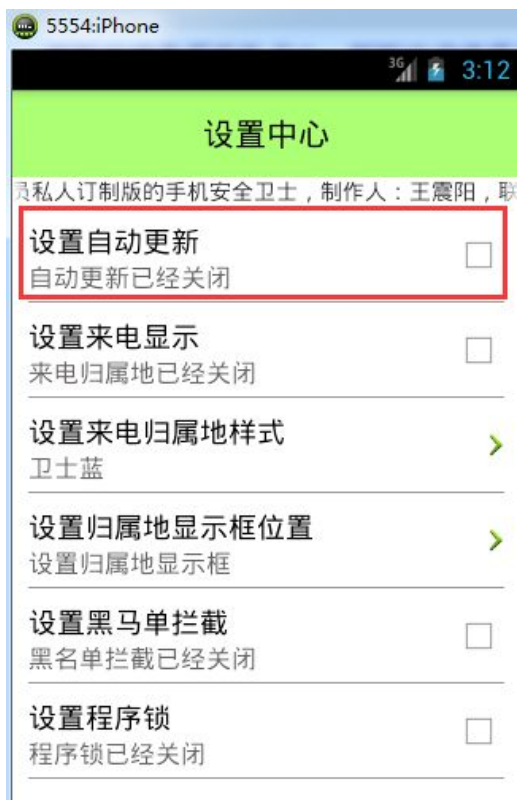 5554:iPhone
3G 3:12
设置中心
员私人订制版的手机安全卫士，制作人：王震阳，联
设置自动更新
自动更新已经关闭
设置来电显示
来电归属地已经关闭
设置来电归属地样式
卫士蓝
设置归属地显示框位置
设置归属地显示框
设置黑马单拦截
黑名单拦截已经关闭
设置程序锁
程序锁已经关闭